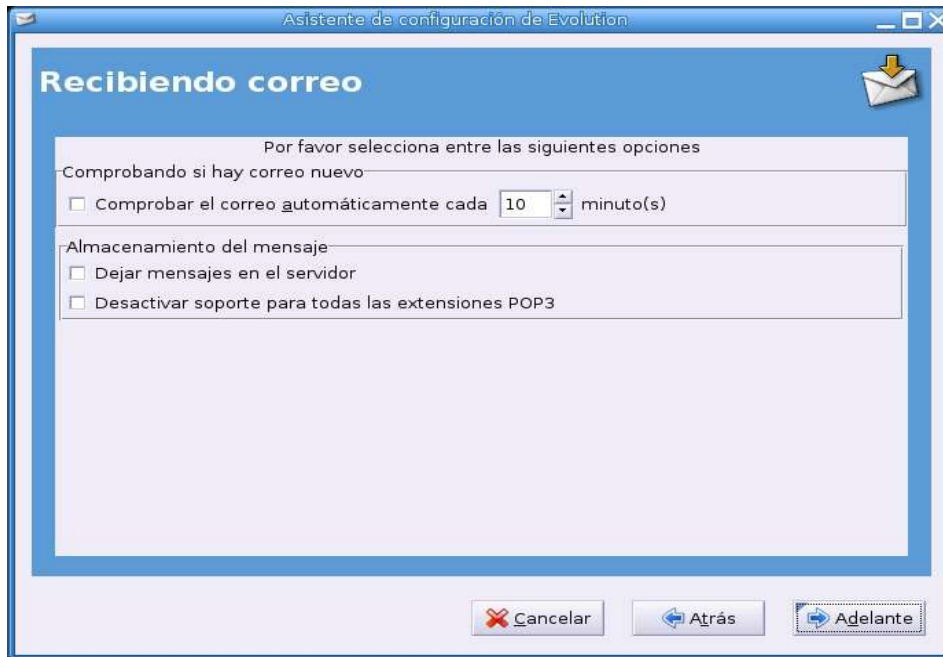 Asistente de configuración de Evolution
Recibiendo correo
Por favor selecciona entre las siguientes opciones
Comprobando si hay correo nuevo
Comprobar el correo automáticamente cada 10 minuto(s)
Almacenamiento del mensaje
Dejar mensajes en el servidor
Desactivar soporte para todas las extensiones POP3
Cancelar Atrás Adelante